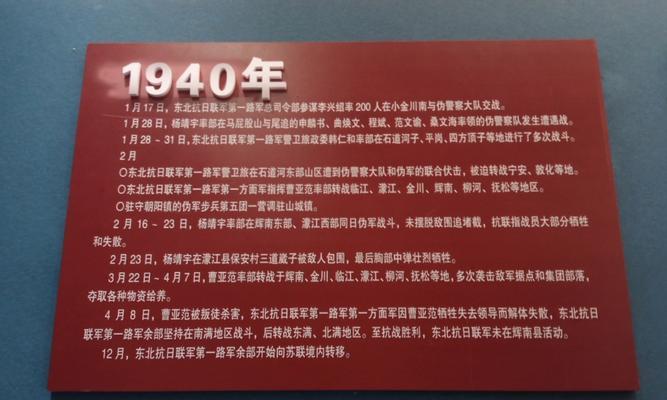 1940年
1月17日，东北抗日联军第一路军总司令部参谋李兴绍率200人在小金川南与伪警察大队交战。
1月28日，杨靖宇率部在马屁股山与尾追的申麟书、曲焕文、程斌、范文瑜、桑文海率领的伪警察队发生遭遇战。
1月28～31日，东北抗日联军第一路军警卫旅政委韩仁和率部在石道河子、平岗、四方顶子等地进行了多次战斗。
2月
○东北抗日联军第一路军警卫旅在石道河东部山区遭到伪警察大队和伪军的联合伏击，被迫转战宁安、敦化等地。
○东北抗日联军第一路军第一方面军指挥曹亚范率部转战临江、濛江、金川、辉南、柳河、抚松等地区。
○驻守朝阳镇的伪军步兵第五团一营调驻山城镇。
2月16～23日，杨靖宇率部在辉南东部、濛江西部同日伪军战斗，未摆脱敌围追堵截，抗联指战员大部分牺牲
和失散。
2月23日，杨靖宇在濛江县保安村三道崴子被敌人包围，最后胸部中弹壮烈牺牲。
3月22日～4月7日，曹亚范率部转战于辉南、金川、临江、濛江、柳河、抚松等地，多次袭击敌军据点和集团部落，
夺取各种物资给养。
4月8日，曹亚范被叛徒杀害，东北抗日联军第一路军第一方面军因曹亚范牺牲失去领导而解体失散，东北抗日
联军第一路军余部坚持在南满地区战斗，后转战东满、北满地区。至抗战胜利，东北抗日联军未在辉南县活动。
12月，东北抗日联军第一路军余部开始向苏联境内转移。